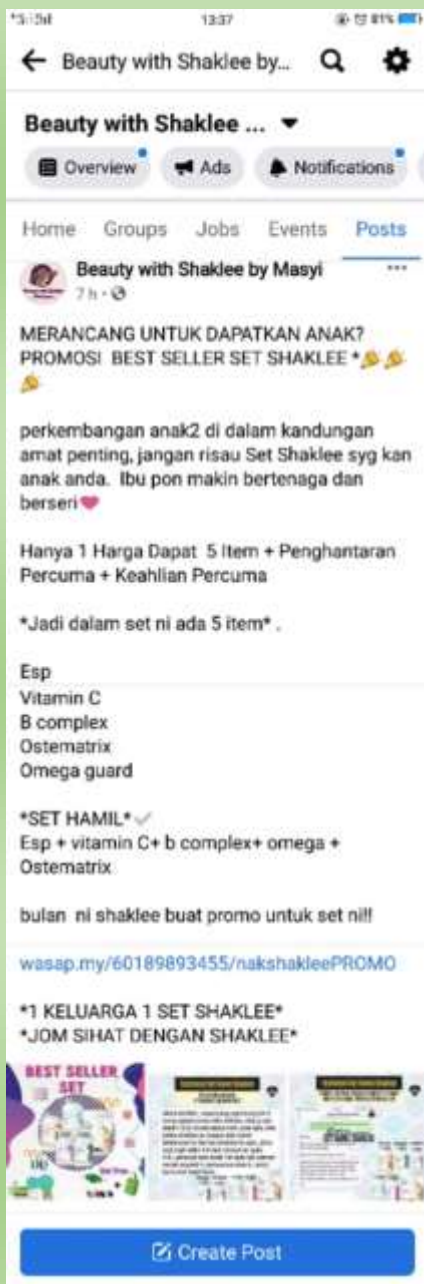 13:37
81%
Beauty with Shaklee by...
Beauty with Shaklee ...
Overview
Ads
Notifications
Home Groups Jobs Events Posts
Beauty with Shaklee by Masyi
7 h
MERANCANG UNTUK DAPATKAN ANAK?
PROMOSI BEST SELLER SET SHAKLEE *
perkembangan anak2 di dalam kandungan
amat penting, jangan risau Set Shaklee syg kan
anak anda. Ibu pon makin bertenaga dan
berseri
Hanya 1 Harga Dapat 5 Item + Penghantaran
Percuma + Keahlian Percuma
*Jadi dalam set ni ada 5 item* .
Esp
Vitamin C
B complex
Ostematrix
Omega guard
*SET HAMIL*
Esp + vitamin C+ b complex+ omega +
Ostematrix
bulan ni shaklee buat promo untuk set ni!!
wasap.my/60189893455/nakshakleePROMO
*1 KELUARGA 1 SET SHAKLEE*
*JOM SIHAT DENGAN SHAKLEE*
BEST SELLER
SET
Create Post